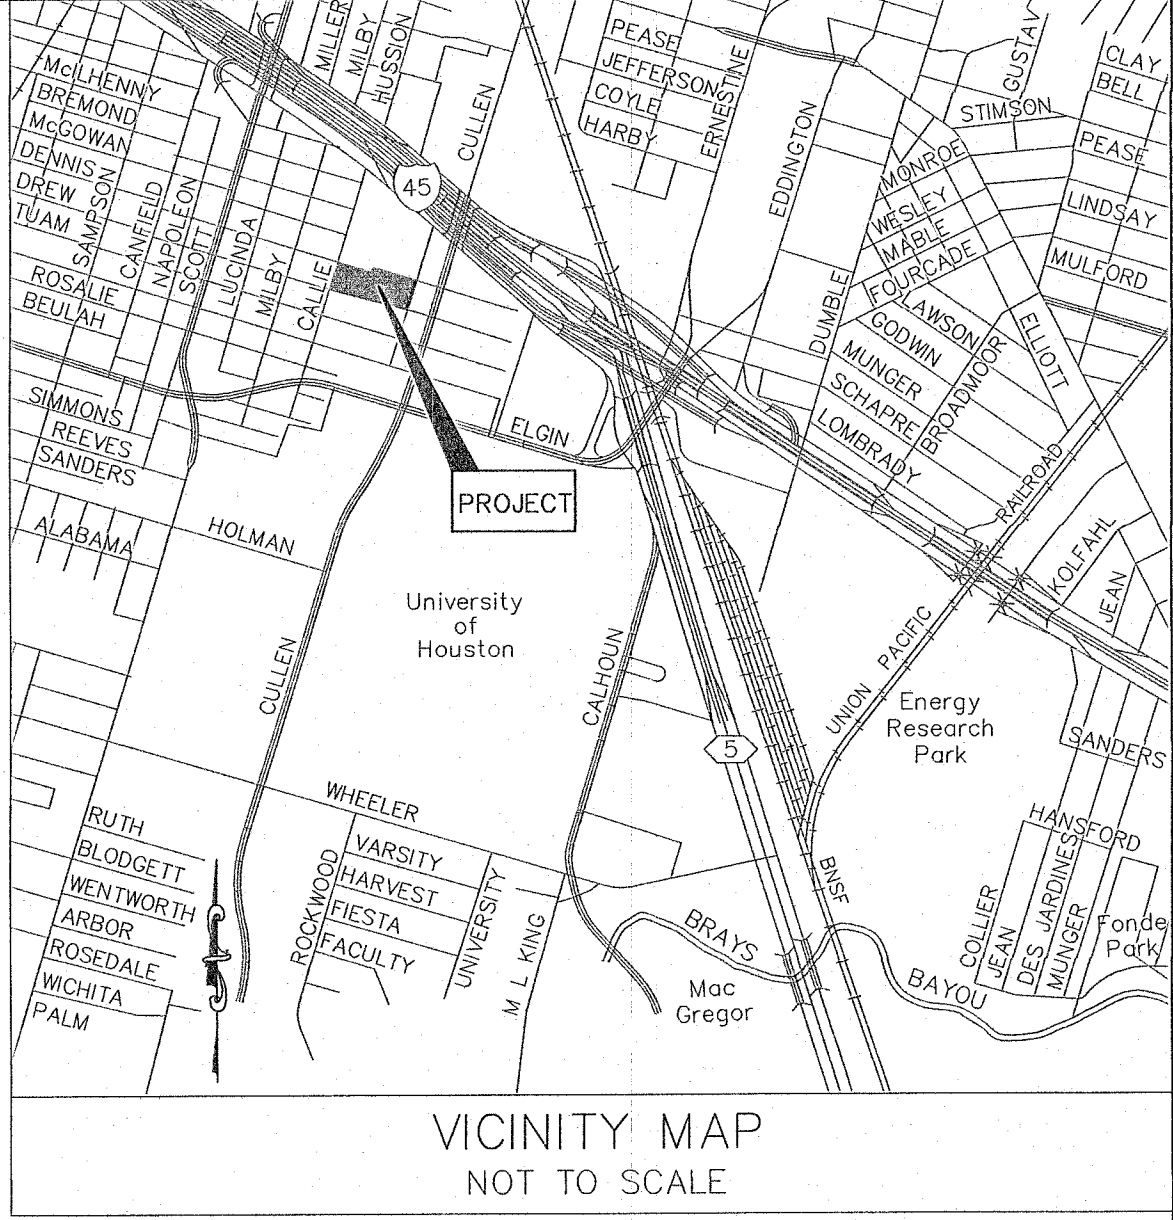 MILLER
MILBY
HUSSION
CULLEN
PEASE
JEFFERSON
COYLE
HARBY
ERNESTINE
EDDINGTON
GUSTAV
CLAY
BELL
STIMSON
PEASE
LINDSAY
MULFORD
McILHENNY
BREMOND
McGOWAN
DENNIS
DREW
TUAM
SAMPSON
CANFIELD
NAPOLEON
SCOTT
LUCINDA
MILBY
CALLIE
ROSALIE
BEULAH
45
MONROE
WESLEY
MABLE
FOURCADE
DUMBLE
LAWSON
GODWIN
MUNGER
SCHAPRE
LOMBRADY
BROADMOOR
ELLIOTT
SIMMONS
REEVES
SANDERS
ELGIN
PROJECT
ALABAMA
HOLMAN
RAILROAD
KOLFAHL
JEAN
University
of
Houston
CULLEN
CALHOUN
PACIFIC
UNION
Energy
Research
Park
5
SANDERS
WHEELER
RUTH
BLODGETT
WENTWORTH
ARBOR
ROSEDALE
WICHITA
PALM
ROCKWOOD
VARSITY
HARVEST
FIESTA
FACULTY
UNIVERSITY
M L KING
BNSF
HANSFORD
COLLIER
JEAN
DES JARDINES
MUNGER
Fonde
Park
BRAYS
BAYOU
Mac
Gregor
VICINITY MAP
NOT TO SCALE